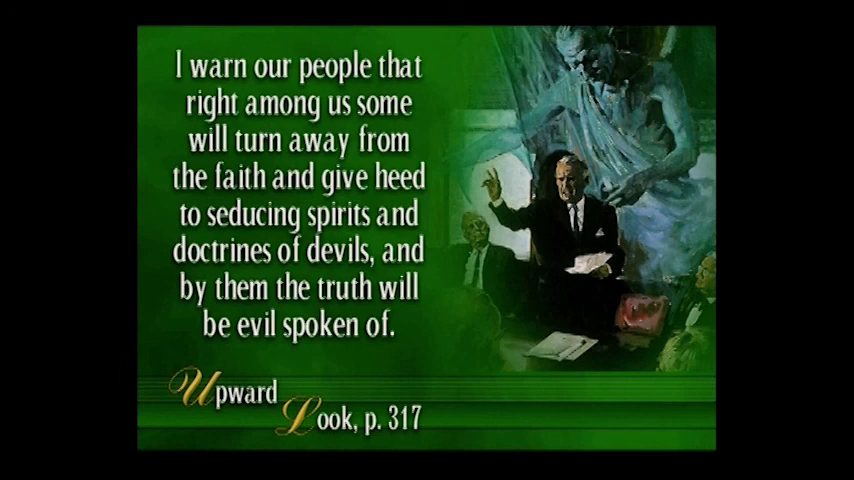 I warn our people that
right among us some
will turn away from
the faith and give heed
to seducing spirits and
doctrines of devils, and
by them the truth will
be evil spoken of.
Upward
Look, p. 317